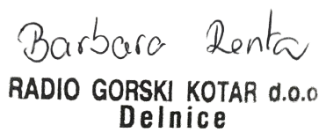 Barbara Renta
RADIO GORSKI KOTAR d.o.o
Delnice